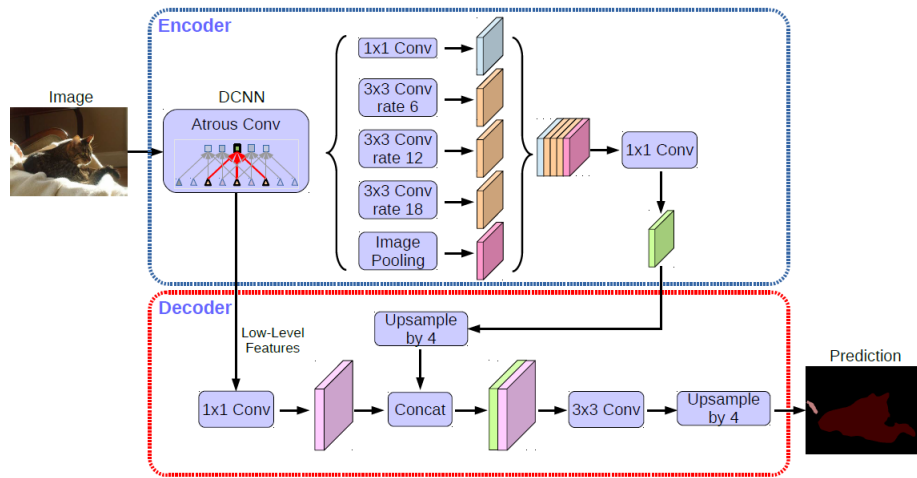 Encoder
Image
DCNN
Atrous Conv
1x1 Conv
3x3 Conv
rate 6
3x3 Conv
rate 12
3x3 Conv
rate 18
Image
Pooling
1x1 Conv
Decoder
Low-Level
Features
Upsample
by 4
1x1 Conv
Concat
3x3 Conv
Upsample
by 4
Prediction